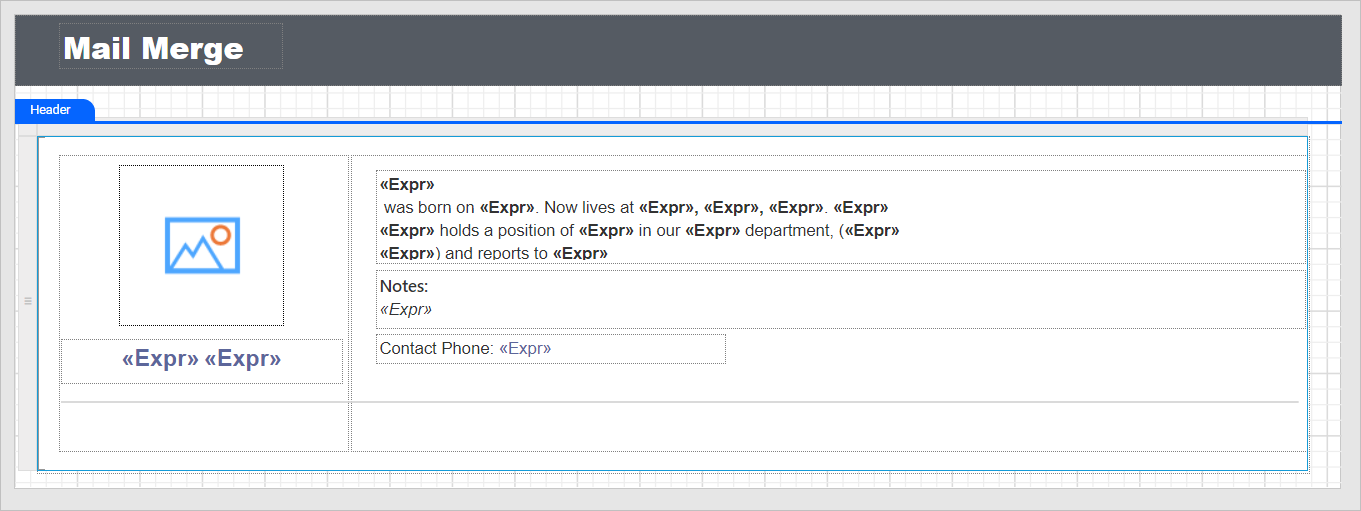 Mail Merge
Header
«Expr» «Expr»
«Expr»
was born on «Expr». Now lives at «Expr», «Expr», «Expr». «Expr»
«Expr» holds a position of «Expr» in our «Expr» department, («Expr»
«Expr») and reports to «Expr»
Notes:
«Expr»
Contact Phone: «Expr»